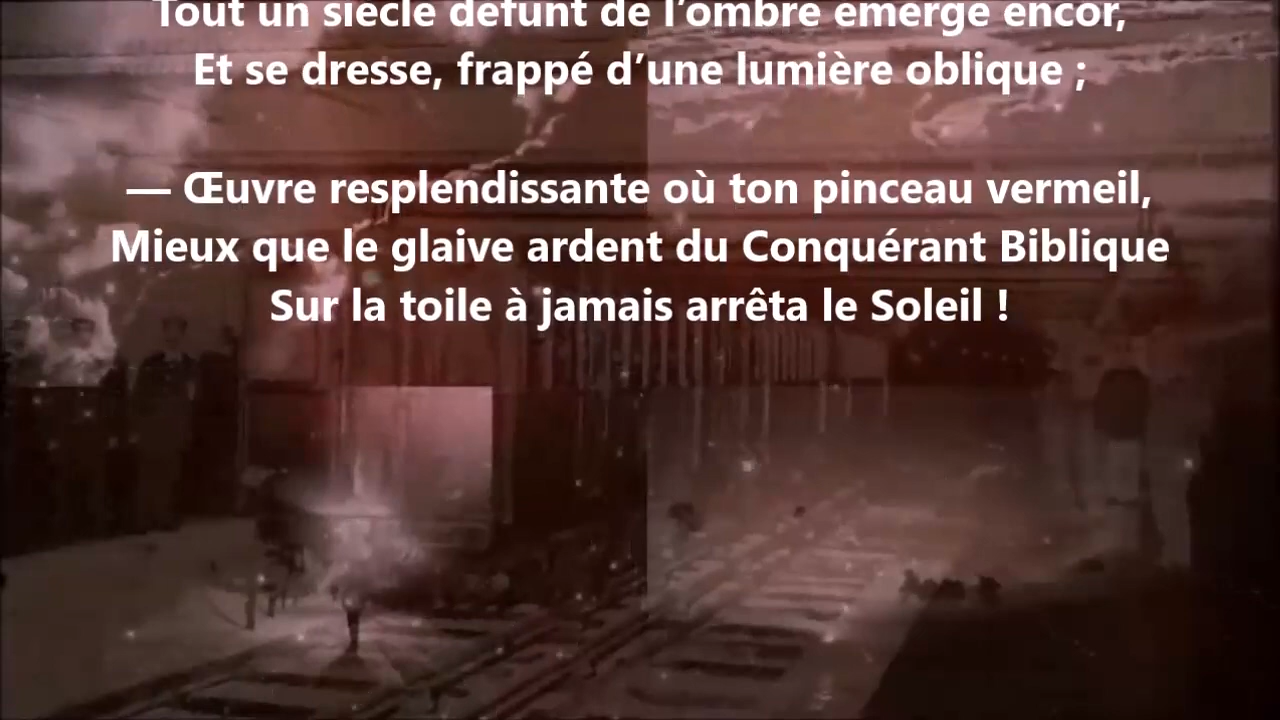 Tout un siècle défunt de l’ombre émerge encor,
Et se dresse, frappé d’une lumière oblique ;
— Œuvre resplendissante où ton pinceau vermeil,
Mieux que le glaive ardent du Conquérant Biblique
Sur la toile à jamais arrêta le Soleil !